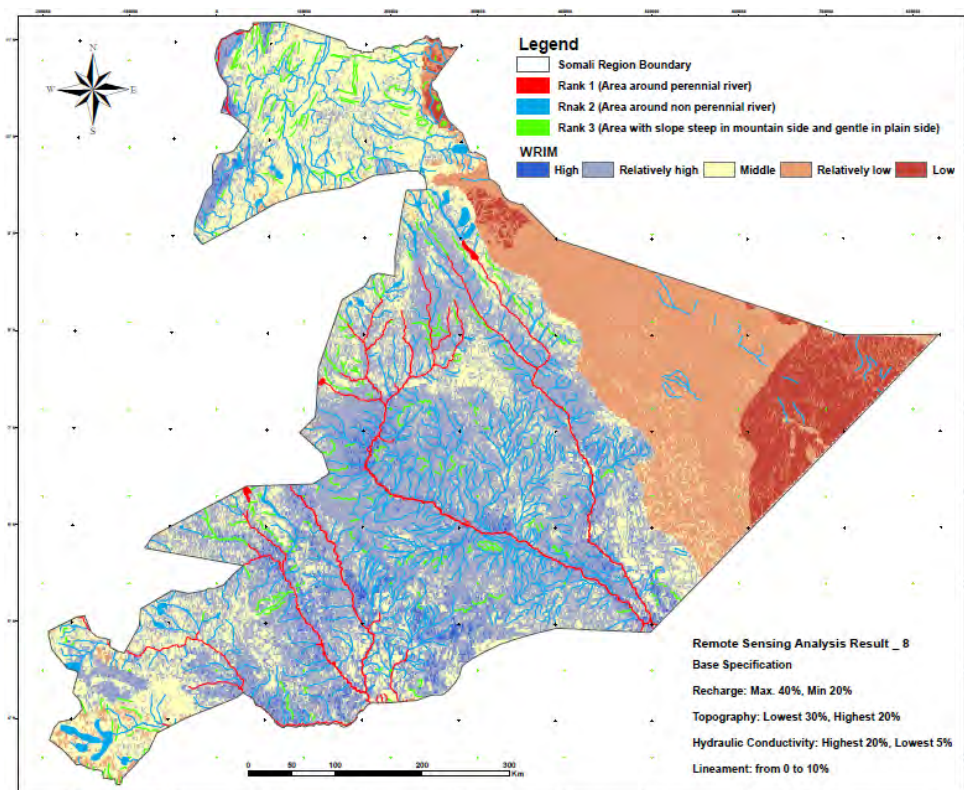 N
W E
S
Legend
Somali Region Boundary
Rank 1 (Area around perennial river)
Rnak 2 (Area around non perennial river)
Rank 3 (Area with slope steep in mountain side and gentle in plain side)
WRIM
High Relatively high Middle Relatively low Low
Remote Sensing Analysis Result _ 8
Base Specification
Recharge: Max. 40%, Min 20%
Topography: Lowest 30%, Highest 20%
Hydraulic Conductivity: Highest 20%, Lowest 5%
Lineament: from 0 to 10%
0 50 100 200 300
Km